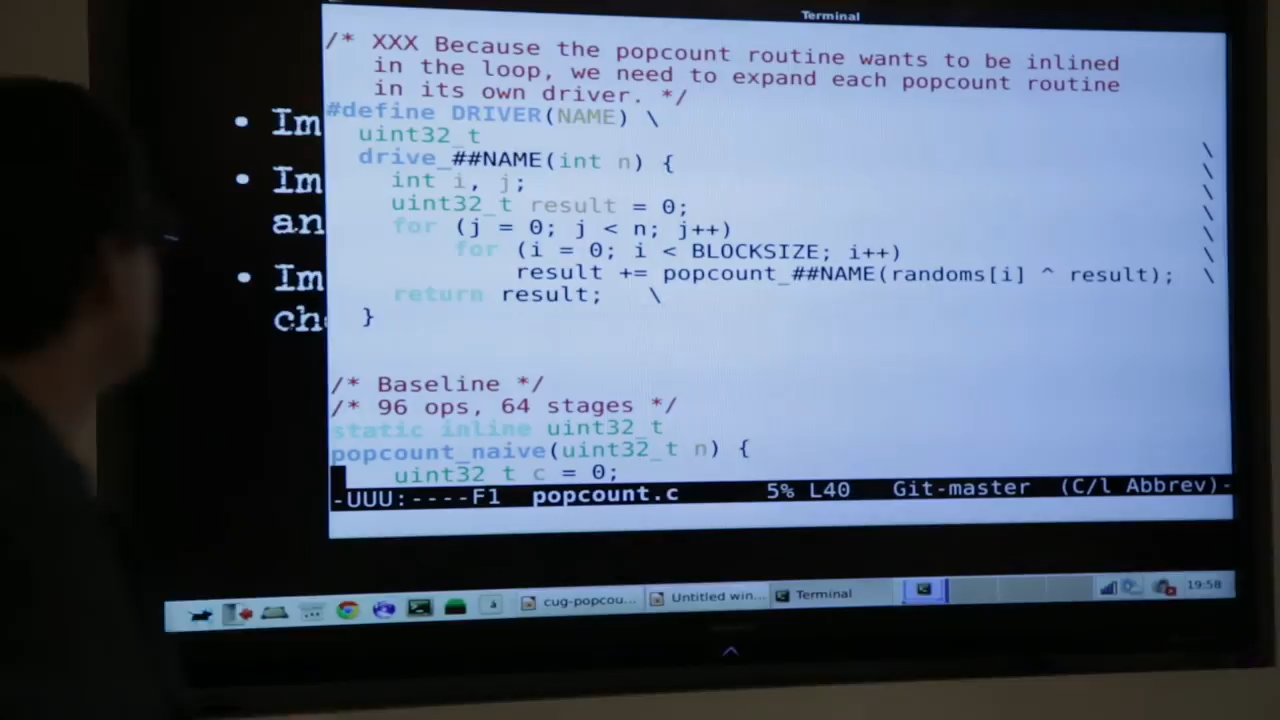 Terminal
/* XXX Because the popcount routine wants to be inlined
in the loop, we need to expand each popcount routine
in its own driver. */
#define DRIVER(NAME) \
uint32_t
drive_##NAME(int n) { \
int i, j; \
uint32_t result = 0; \
for (j = 0; j < n; j++) \
for (i = 0; i < BLOCKSIZE; i++) \
result += popcount_##NAME(randoms[i] ^ result); \
return result; \
}
/* Baseline */
/* 96 ops, 64 stages */
static inline uint32_t
popcount_naive(uint32_t n) {
uint32_t c = 0;
-UUU:----F1 popcount.c 5% L40 Git-master (C/l Abbrev)-
• Im
• Im
an
• Im
ch
cug-popcou... Untitled win... Terminal 19:58